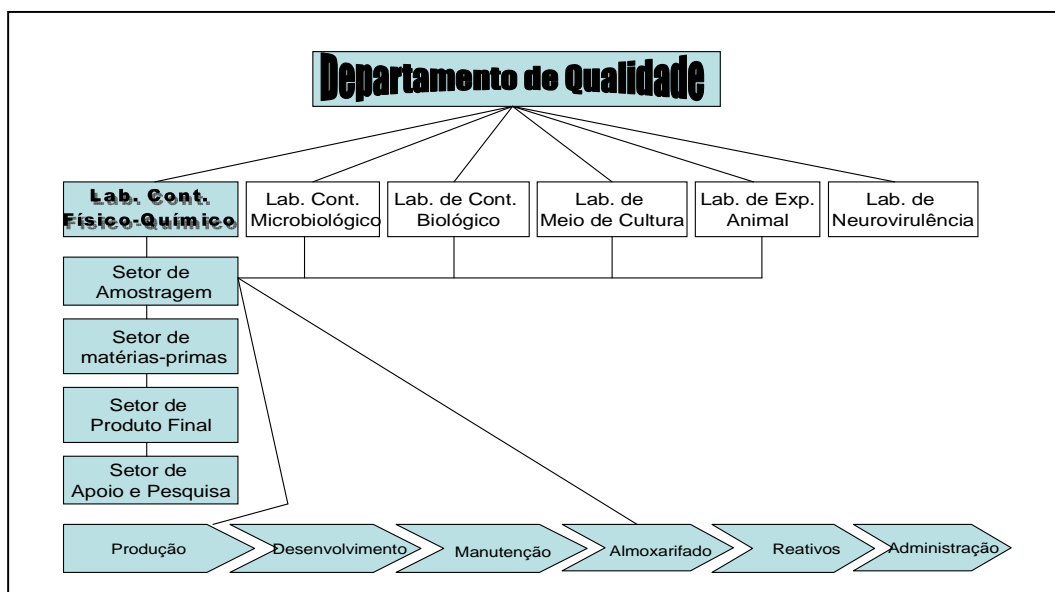 Departamento de Qualidade
Lab. Cont.
Físico-Químico
Lab. Cont.
Microbiológico
Lab. de Cont.
Biológico
Lab. de
Meio de Cultura
Lab. de Exp.
Animal
Lab. de
Neurovirulência
Setor de
Amostragem
Setor de
matérias-primas
Setor de
Produto Final
Setor de
Apoio e Pesquisa
Produção
Desenvolvimento
Manutenção
Almoxarifado
Reativos
Administração